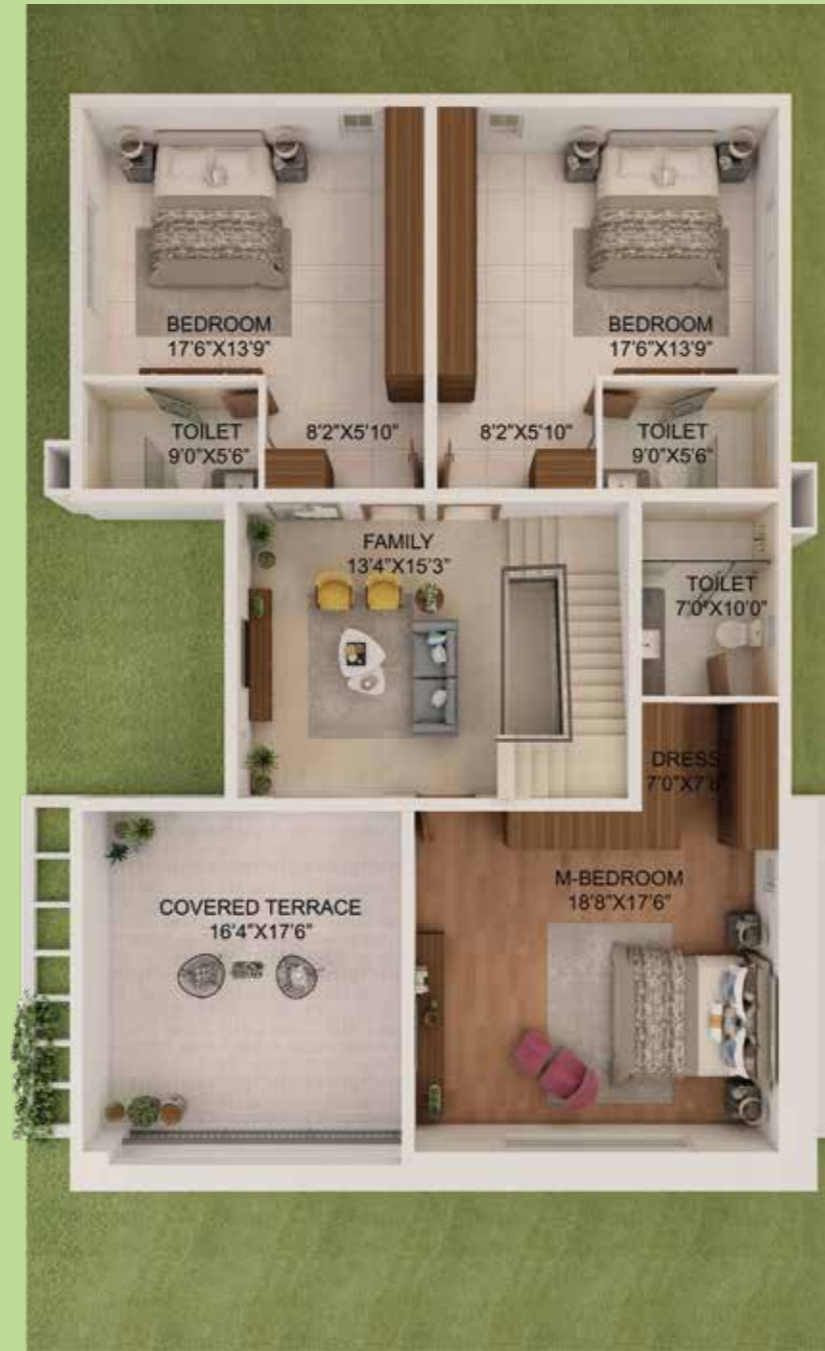 BEDROOM
17'6"X13'9"
BEDROOM
17'6"X13'9"
TOILET
9'0"X5'6"
8'2"X5'10"
8'2"X5'10"
TOILET
9'0"X5'6"
FAMILY
13'4"X15'3"
TOILET
7'0"X10'0"
DRESS
7'0"X7'8"
M-BEDROOM
18'8"X17'6"
COVERED TERRACE
16'4"X17'6"